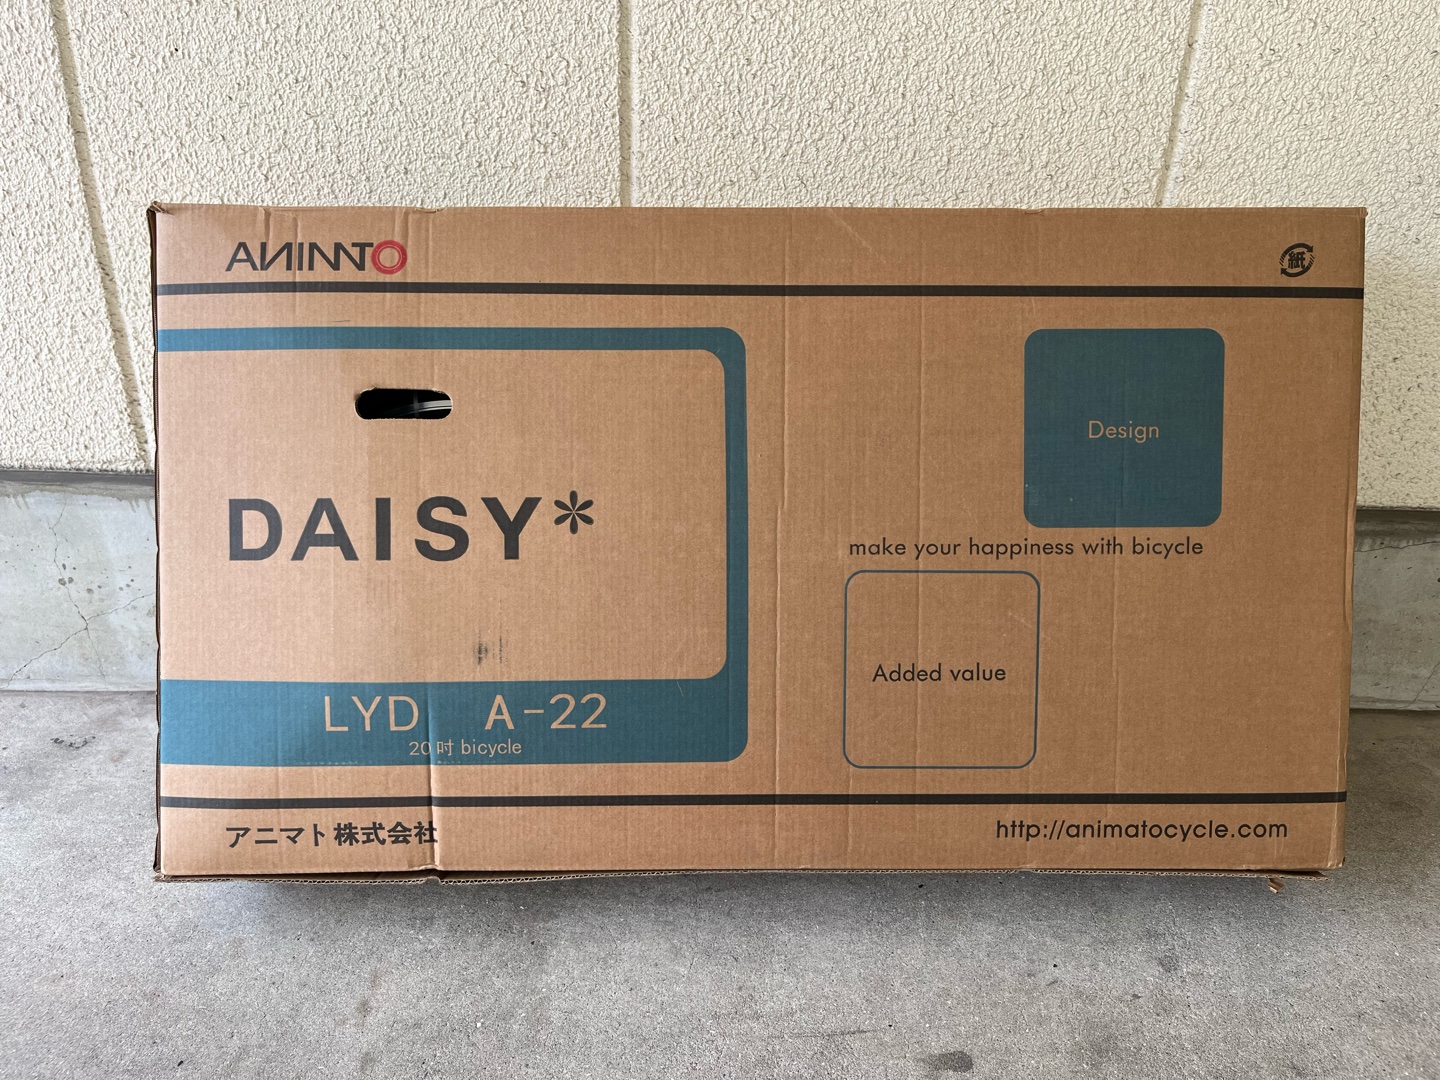 ANIMATO
紙
Design
DAISY*
make your happiness with bicycle
Added value
LYD A-22
20吋 bicycle
アニマト株式会社
http://animatocycle.com